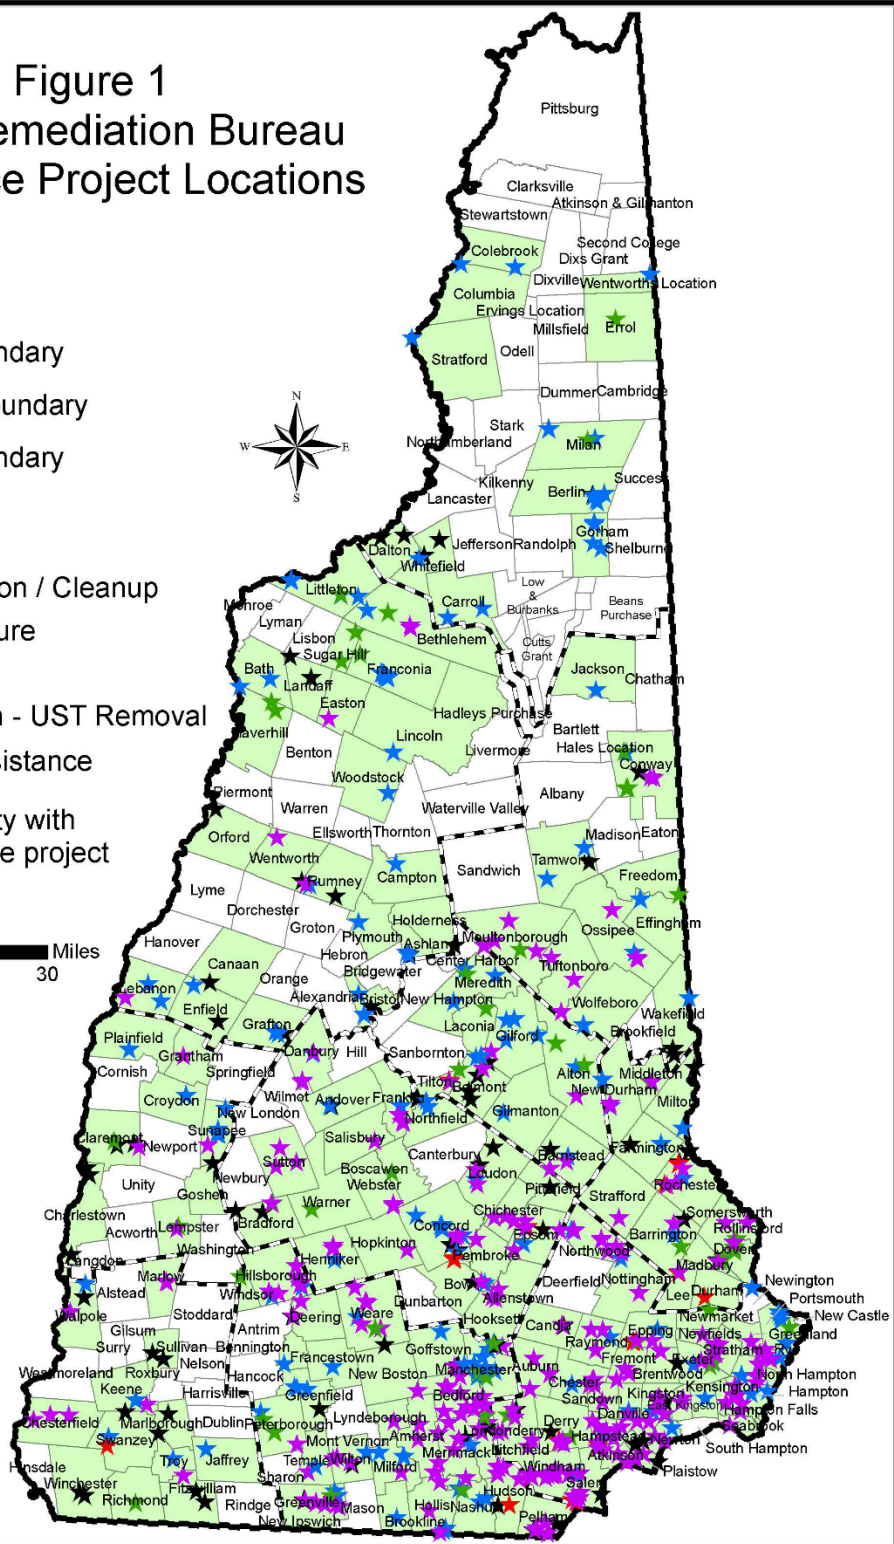 Figure 1
emediation Bureau
ce Project Locations
ndary
oundary
ndary
on / Cleanup
ure
n - UST Removal
sistance
ty with
e project
Miles
30
N
W
E
S
Pittsburg
Clarksville
Atkinson & Gilmanton
Stewartstown
Second College
Colebrook
Dixs Grant
Dixville
Wentworths Location
Columbia
Ervings Location
Millsfield
Errol
Odell
Stratford
Dummer
Cambridge
Stark
Northumberland
Milan
Kilkenny
Success
Berlin
Lancaster
Gorham
Dalton
Jefferson
Randolph
Shelburne
Whitefield
Low
&
Burbanks
Littleton
Carroll
Beans
Purchase
Monroe
Lyman
Bethlehem
Lisbon
Cutts
Grant
Sugar Hill
Bath
Franconia
Jackson
Chatham
Landaff
Easton
Hadleys Purchase
Haverhill
Lincoln
Bartlett
Benton
Livermore
Hales Location
Conway
Woodstock
Piermont
Warren
Waterville Valley
Albany
Orford
Ellsworth
Thornton
Madison
Eaton
Wentworth
Tamworth
Sandwich
Rumney
Campton
Freedom
Lyme
Dorchester
Groton
Holderness
Ossipee
Effingham
Hanover
Plymouth
Moultonborough
Hebron
Ashland
Center Harbor
Tuftonboro
Canaan
Orange
Bridgewater
Meredith
Lebanon
Alexandria
Bristol
New Hampton
Wolfeboro
Enfield
Wakefield
Grafton
Laconia
Gilford
Brookfield
Plainfield
Grantham
Danbury
Hill
Sanbornton
Cornish
Springfield
Alton
Middleton
Tilton
Belmont
New Durham
Croydon
Wilmot
Andover
Franklin
Milton
New London
Northfield
Gilmanton
Sunapee
Claremont
Newport
Salisbury
Farmington
Sutton
Canterbury
Barnstead
Boscawen
Loudon
Unity
Newbury
Webster
Rochester
Goshen
Pittsfield
Strafford
Charlestown
Warner
Chichester
Somersworth
Acworth
Lempster
Bradford
Concord
Rollinsford
Epsom
Barrington
Washington
Hopkinton
Northwood
Dover
Pembroke
Langdon
Henniker
Madbury
Marlow
Hillsborough
Bow
Deerfield
Nottingham
Newington
Alstead
Windsor
Dunbarton
Allenstown
Lee
Durham
Portsmouth
Walpole
Stoddard
Deering
Weare
Hooksett
Newmarket
New Castle
Gilsum
Antrim
Candia
Epping
Newfields
Greenland
Surry
Sullivan
Bennington
Goffstown
Raymond
Stratham
Rye
Nelson
Francestown
Auburn
Fremont
Exeter
Westmoreland
Roxbury
Hancock
New Boston
Manchester
Brentwood
North Hampton
Keene
Harrisville
Greenfield
Bedford
Chester
Kingston
Kensington
Hampton
Sandown
Chesterfield
Marlborough
Dublin
Peterborough
Lyndeborough
Danville
East Kingston
Hampton Falls
Derry
Seabrook
Swanzey
Amherst
Londonderry
Hampstead
Newton
South Hampton
Mont Vernon
Merrimack
Litchfield
Atkinson
Troy
Jaffrey
Temple
Wilton
Milford
Plaistow
Hinsdale
Sharon
Windham
Winchester
Fitzwilliam
Salem
Hudson
Richmond
Rindge
Greenville
Mason
Hollis
Nashua
New Ipswich
Brookline
Pelham